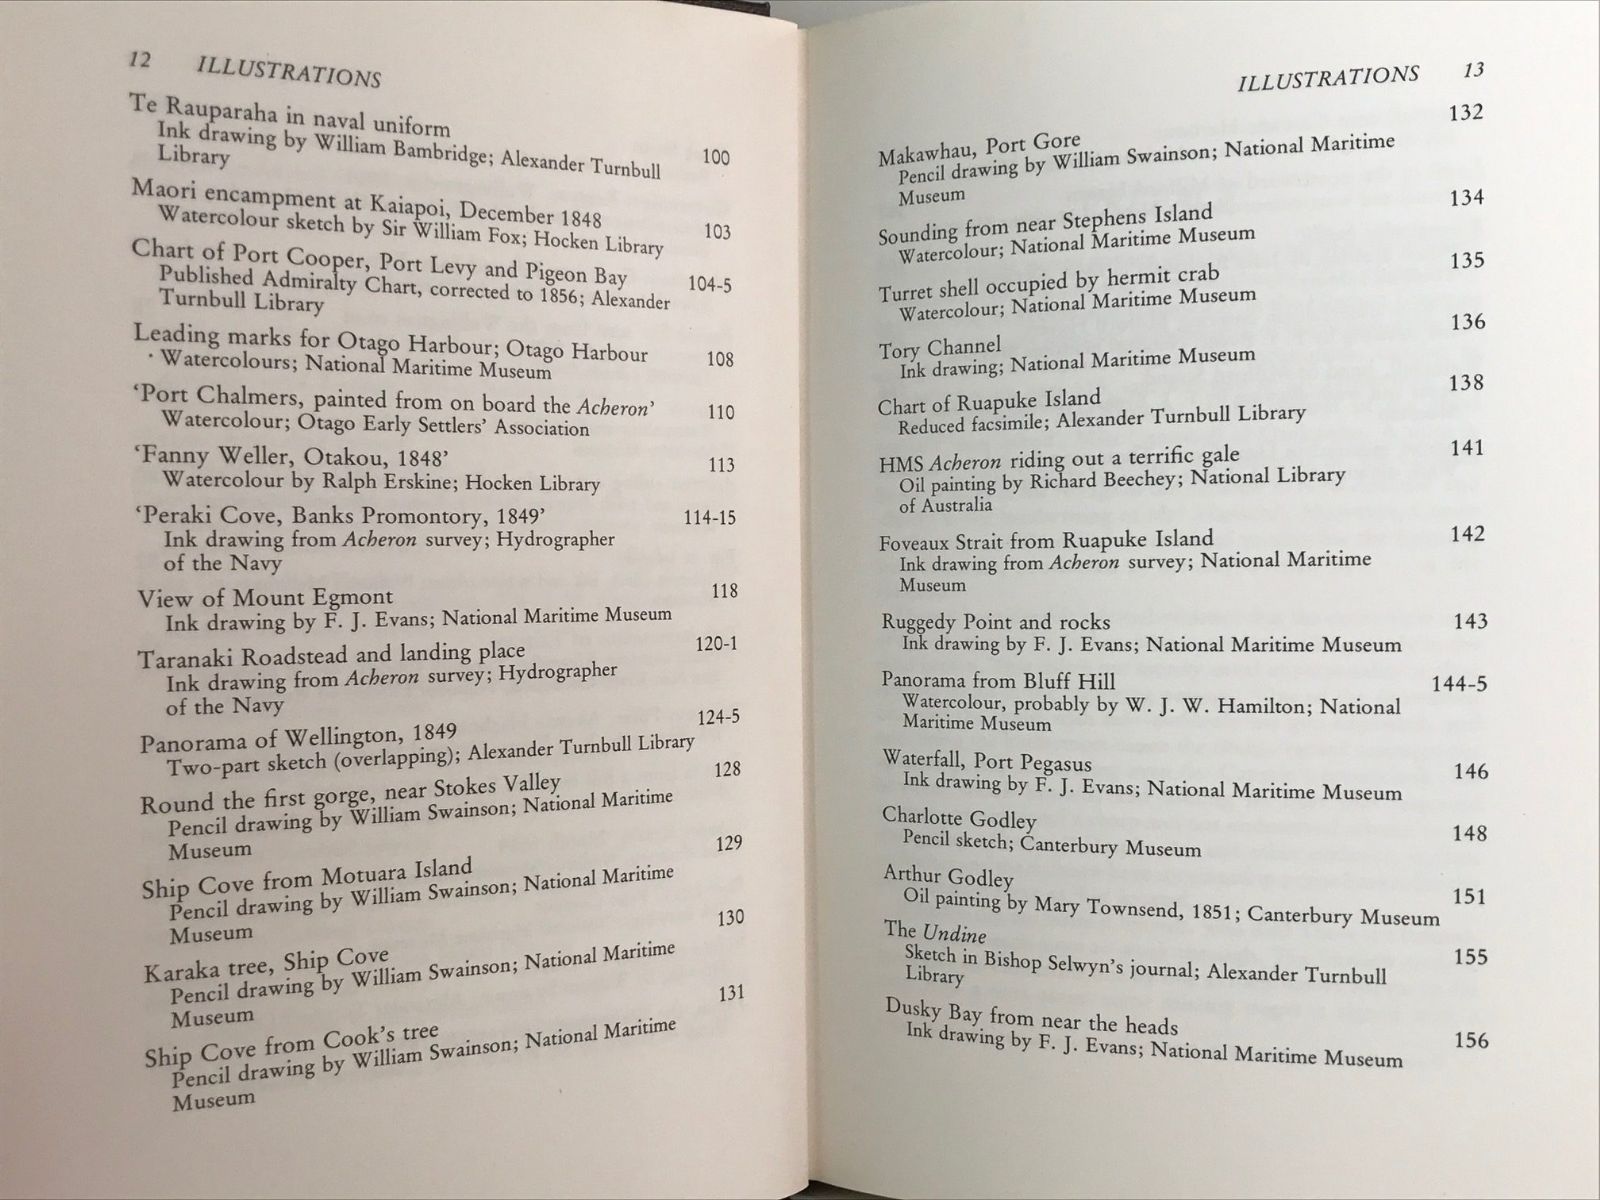 12 ILLUSTRATIONS
Te Rauparaha in naval uniform
Ink drawing by William Bambridge; Alexander Turnbull 100
Library
Maori encampment at Kaiapoi, December 1848
Watercolour sketch by Sir William Fox; Hocken Library 103
Chart of Port Cooper, Port Levy and Pigeon Bay
Published Admiralty Chart, corrected to 1856; Alexander 104-5
Turnbull Library
Leading marks for Otago Harbour; Otago Harbour 108
· Watercolours; National Maritime Museum
‘Port Chalmers, painted from on board the Acheron’ 110
Watercolour; Otago Early Settlers’ Association
‘Fanny Weller, Otakou, 1848’ 113
Watercolour by Ralph Erskine; Hocken Library
‘Peraki Cove, Banks Promontory, 1849’ 114-15
Ink drawing from Acheron survey; Hydrographer
of the Navy
View of Mount Egmont 118
Ink drawing by F. J. Evans; National Maritime Museum
Taranaki Roadstead and landing place 120-1
Ink drawing from Acheron survey; Hydrographer
of the Navy
Panorama of Wellington, 1849 124-5
Two-part sketch (overlapping); Alexander Turnbull Library
Round the first gorge, near Stokes Valley 128
Pencil drawing by William Swainson; National Maritime
Museum
Ship Cove from Motuara Island 129
Pencil drawing by William Swainson; National Maritime
Museum
Karaka tree, Ship Cove 130
Pencil drawing by William Swainson; National Maritime
Museum
Ship Cove from Cook’s tree 131
Pencil drawing by William Swainson; National Maritime
Museum
ILLUSTRATIONS 13
Makawhau, Port Gore 132
Pencil drawing by William Swainson; National Maritime
Museum
Sounding from near Stephens Island 134
Watercolour; National Maritime Museum
Turret shell occupied by hermit crab 135
Watercolour; National Maritime Museum
Tory Channel 136
Ink drawing; National Maritime Museum
Chart of Ruapuke Island 138
Reduced facsimile; Alexander Turnbull Library
HMS Acheron riding out a terrific gale 141
Oil painting by Richard Beechey; National Library
of Australia
Foveaux Strait from Ruapuke Island 142
Ink drawing from Acheron survey; National Maritime
Museum
Ruggedy Point and rocks 143
Ink drawing by F. J. Evans; National Maritime Museum
Panorama from Bluff Hill 144-5
Watercolour, probably by W. J. W. Hamilton; National
Maritime Museum
Waterfall, Port Pegasus 146
Ink drawing by F. J. Evans; National Maritime Museum
Charlotte Godley 148
Pencil sketch; Canterbury Museum
Arthur Godley 151
Oil painting by Mary Townsend, 1851; Canterbury Museum
The Undine 155
Sketch in Bishop Selwyn’s journal; Alexander Turnbull
Library
Dusky Bay from near the heads 156
Ink drawing by F. J. Evans; National Maritime Museum